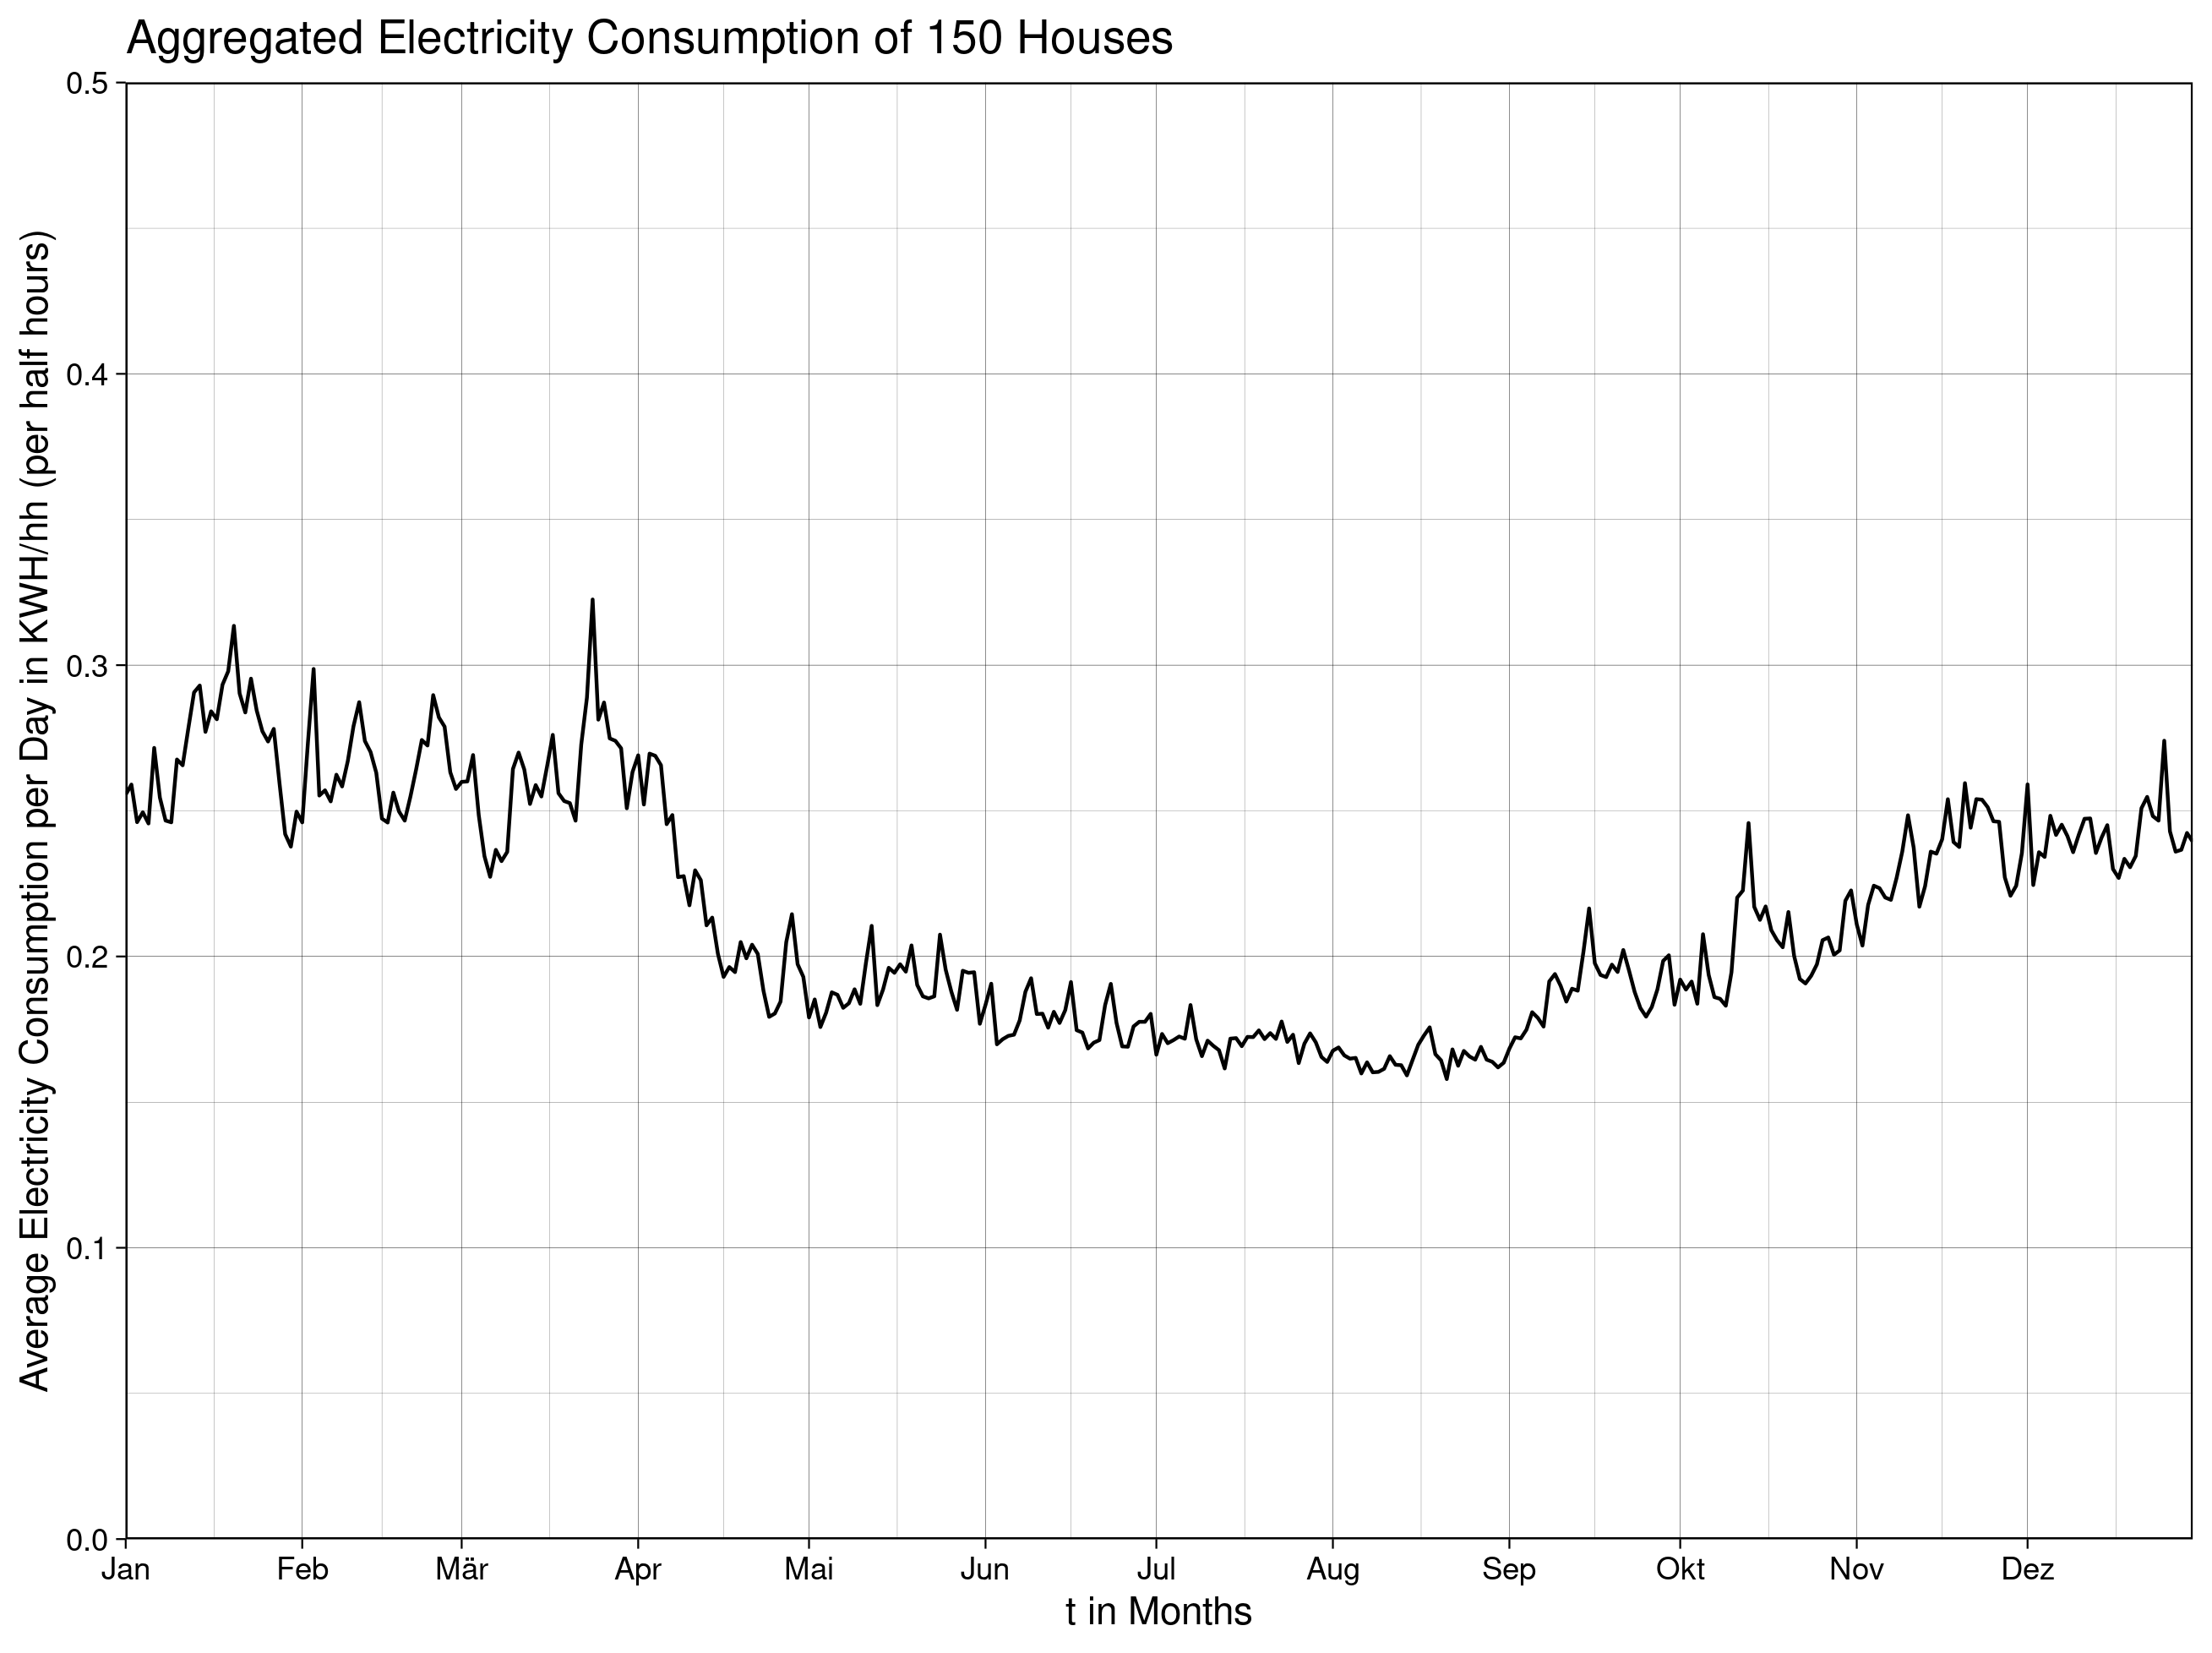 Aggregated Electricity Consumption of 150 Houses
Average Electricity Consumption per Day in KWH/hh (per half hours)
0.5
0.4
0.3
0.2
0.1
0.0
Jan Feb Mär Apr Mai Jun Jul Aug Sep Okt Nov Dez
t in Months